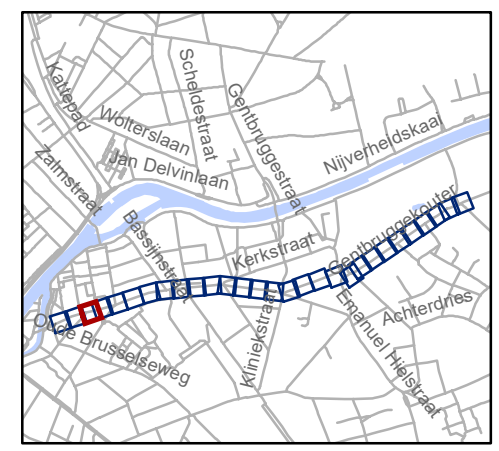 Kattepad
Scheldestraat
Gentbruggestraat
Wolterslaan
Jan Delvinlaan
Nijverheidskaai
Zalmstraat
Bassijnstraat
Kerkstraat
Gentbruggekouter
Oude Brusselseweg
Kliniekstraat
Emanuel Hielstraat
Achterdries